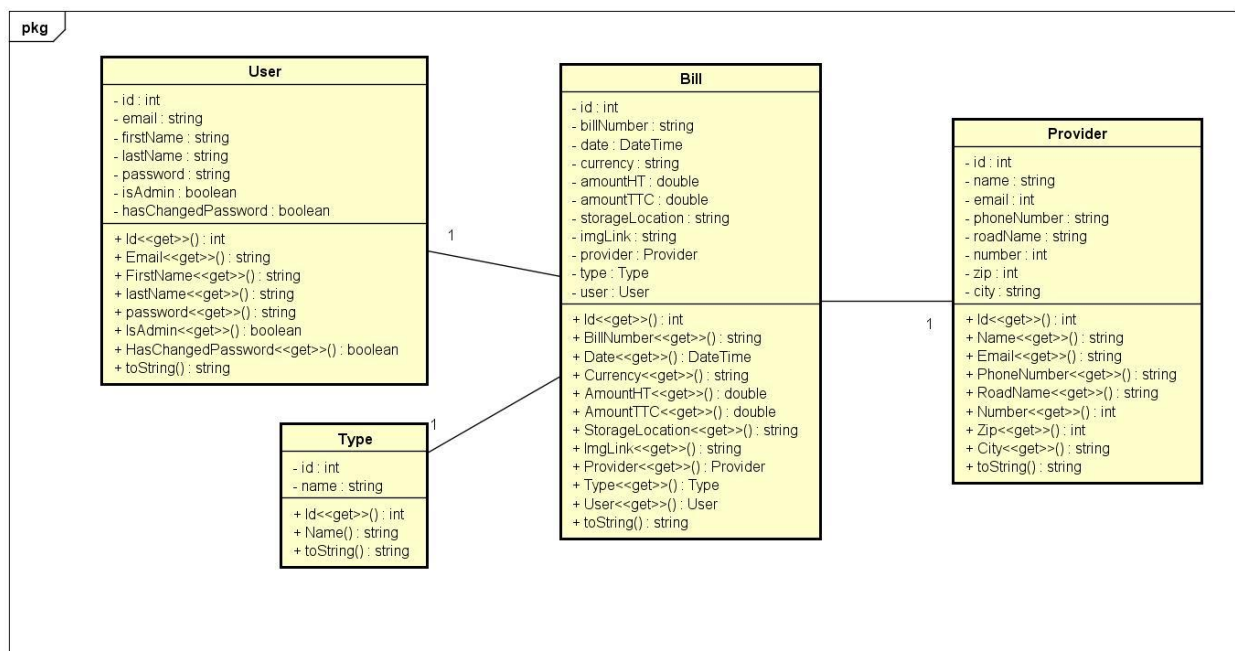 pkg
User
- id : int
- email : string
- firstName : string
- lastName : string
- password : string
- isAdmin : boolean
- hasChangedPassword : boolean
+ Id<<get>>() : int
+ Email<<get>>() : string
+ FirstName<<get>>() : string
+ lastName<<get>>() : string
+ password<<get>>() : string
+ IsAdmin<<get>>() : boolean
+ HasChangedPassword<<get>>() : boolean
+ toString() : string
1
Type
- id : int
- name : string
+ Id<<get>>() : int
+ Name() : string
+ toString() : string
1
Bill
- id : int
- billNumber : string
- date : DateTime
- currency : string
- amountHT : double
- amountTTC : double
- storageLocation : string
- imgLink : string
- provider : Provider
- type : Type
- user : User
+ Id<<get>>() : int
+ BillNumber<<get>>() : string
+ Date<<get>>() : DateTime
+ Currency<<get>>() : string
+ AmountHT<<get>>() : double
+ AmountTTC<<get>>() : double
+ StorageLocation<<get>>() : string
+ ImgLink<<get>>() : string
+ Provider<<get>>() : Provider
+ Type<<get>>() : Type
+ User<<get>>() : User
+ toString() : string
1
Provider
- id : int
- name : string
- email : int
- phoneNumber : string
- roadName : string
- number : int
- zip : int
- city : string
+ Id<<get>>() : int
+ Name<<get>>() : string
+ Email<<get>>() : string
+ PhoneNumber<<get>>() : string
+ RoadName<<get>>() : string
+ Number<<get>>() : int
+ Zip<<get>>() : int
+ City<<get>>() : string
+ toString() : string